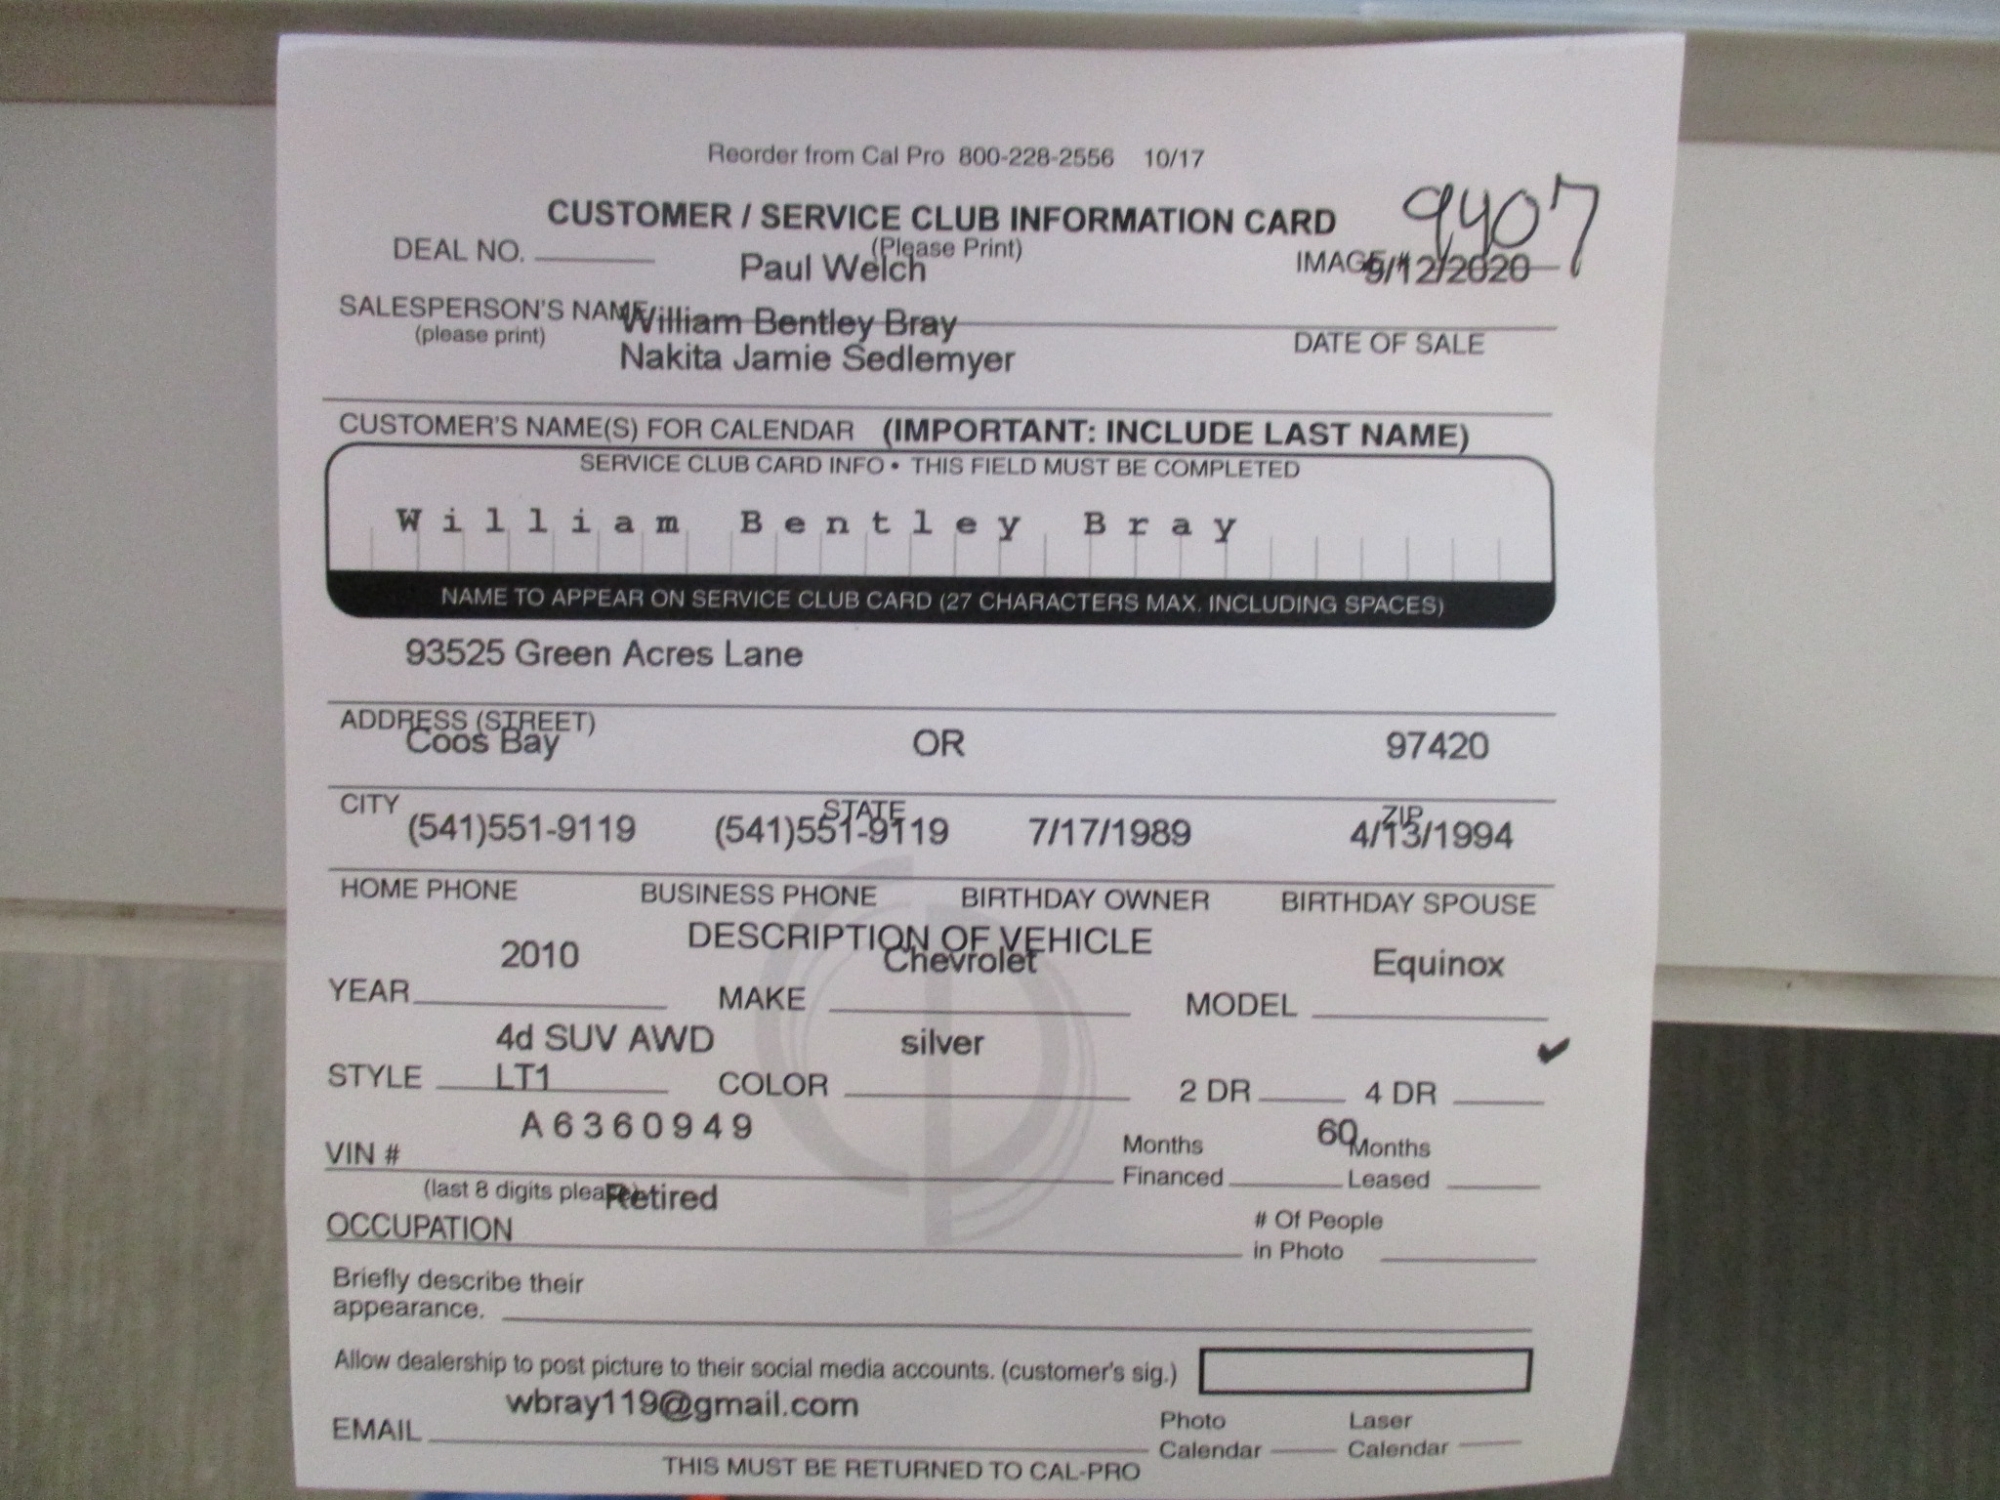 Reorder from Cal Pro 800-228-2556 10/17
CUSTOMER / SERVICE CLUB INFORMATION CARD
9407
(Please Print)
DEAL NO.
Paul Welch
IMAGE #
9/12/2020
SALESPERSON'S NAME
William Bentley Bray
(please print)
DATE OF SALE
Nakita Jamie Sedlemyer
CUSTOMER'S NAME(S) FOR CALENDAR (IMPORTANT: INCLUDE LAST NAME)
SERVICE CLUB CARD INFO • THIS FIELD MUST BE COMPLETED
William Bentley Bray
NAME TO APPEAR ON SERVICE CLUB CARD (27 CHARACTERS MAX. INCLUDING SPACES)
93525 Green Acres Lane
ADDRESS (STREET)
Coos Bay OR 97420
CITY STATE ZIP
(541)551-9119 (541)551-9119 7/17/1989 4/13/1994
HOME PHONE BUSINESS PHONE BIRTHDAY OWNER BIRTHDAY SPOUSE
DESCRIPTION OF VEHICLE
2010 Chevrolet Equinox
YEAR MAKE MODEL
4d SUV AWD silver ✔
STYLE LT1 COLOR 2 DR 4 DR
A6360949
VIN #
Months Financed 60 Months Leased
(last 8 digits please)
Retired
OCCUPATION
# Of People in Photo
Briefly describe their
appearance.
Allow dealership to post picture to their social media accounts. (customer's sig.)
wbray119@gmail.com
EMAIL
Photo Calendar Laser Calendar
THIS MUST BE RETURNED TO CAL-PRO